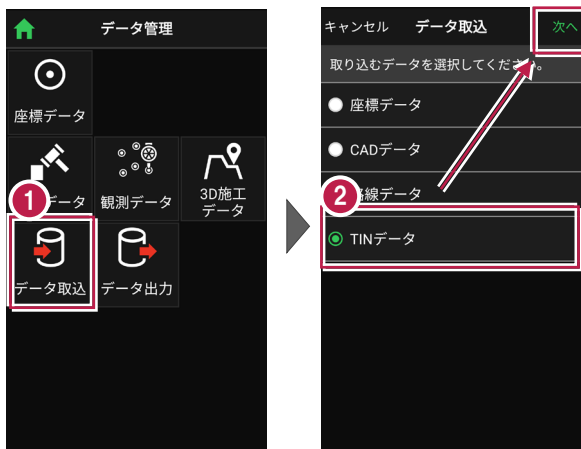 データ管理
座標データ
データ
観測データ
3D施工
データ
1
データ取込
データ出力
キャンセル
データ取込
次へ
取り込むデータを選択してください。
座標データ
CADデータ
路線データ
2
TINデータ